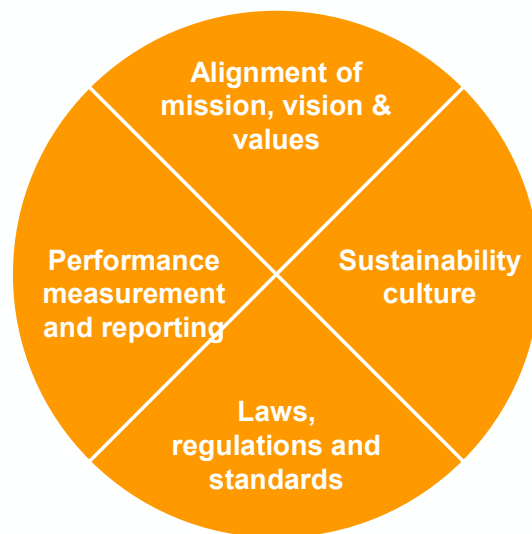 Alignment of
mission, vision &
values
Performance
measurement
and reporting
Sustainability
culture
Laws,
regulations and
standards